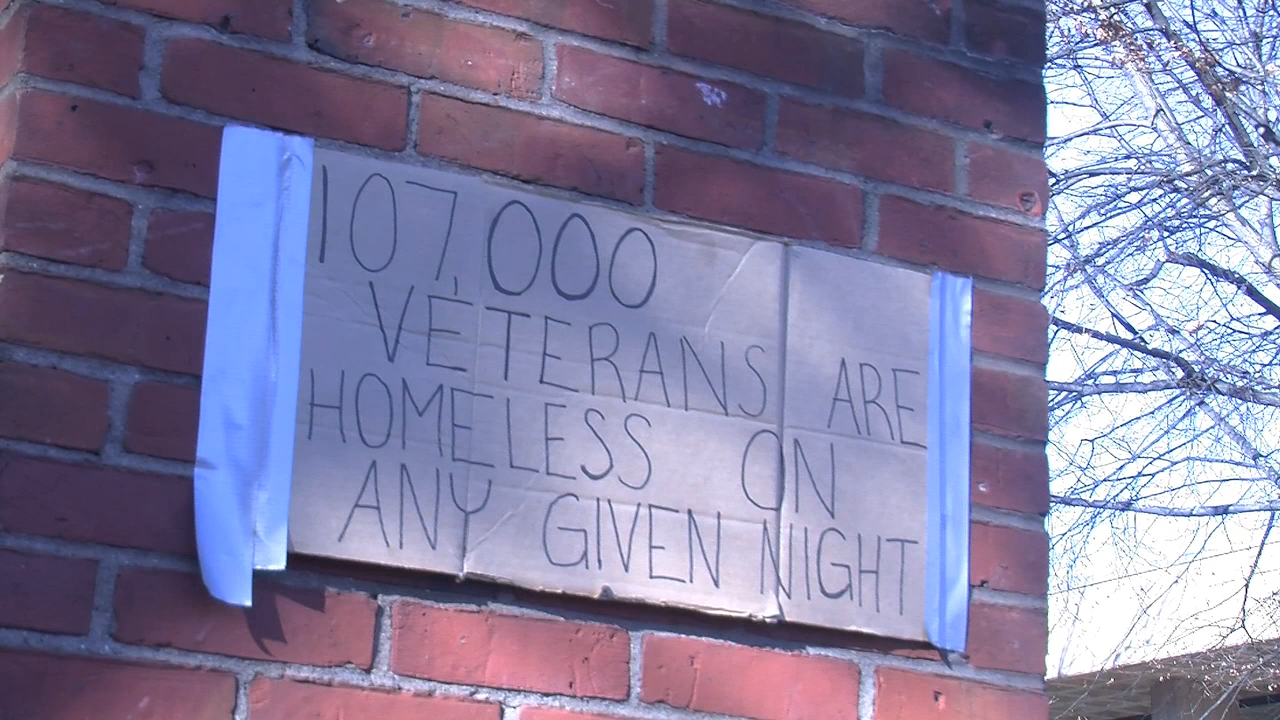 107,000
VETERANS ARE
HOMELESS ON
ANY GIVEN NIGHT